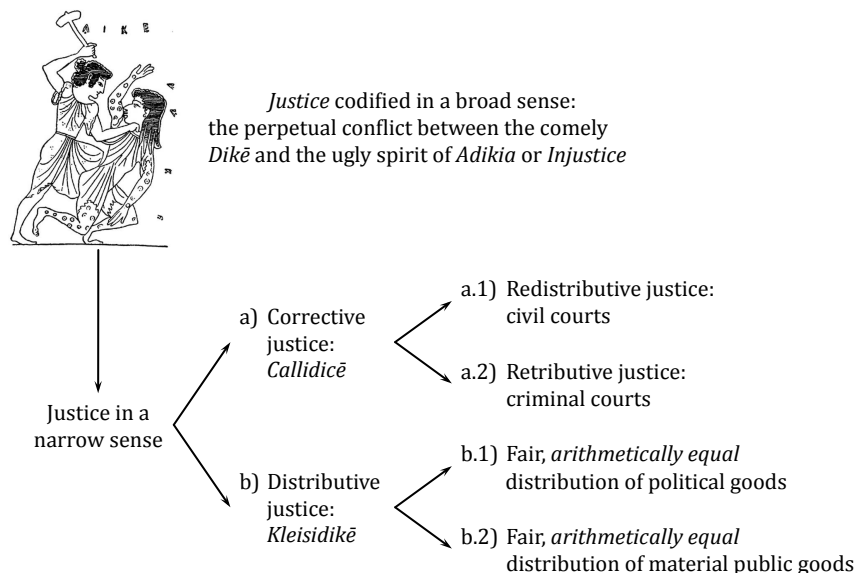 Δ I K E
Justice codified in a broad sense:
the perpetual conflict between the comely
Dikē and the ugly spirit of Adikia or Injustice
a.1) Redistributive justice:
civil courts
a) Corrective
justice:
Callidicē
a.2) Retributive justice:
criminal courts
Justice in a
narrow sense
b.1) Fair, arithmetically equal
distribution of political goods
b) Distributive
justice:
Kleisidikē
b.2) Fair, arithmetically equal
distribution of material public goods